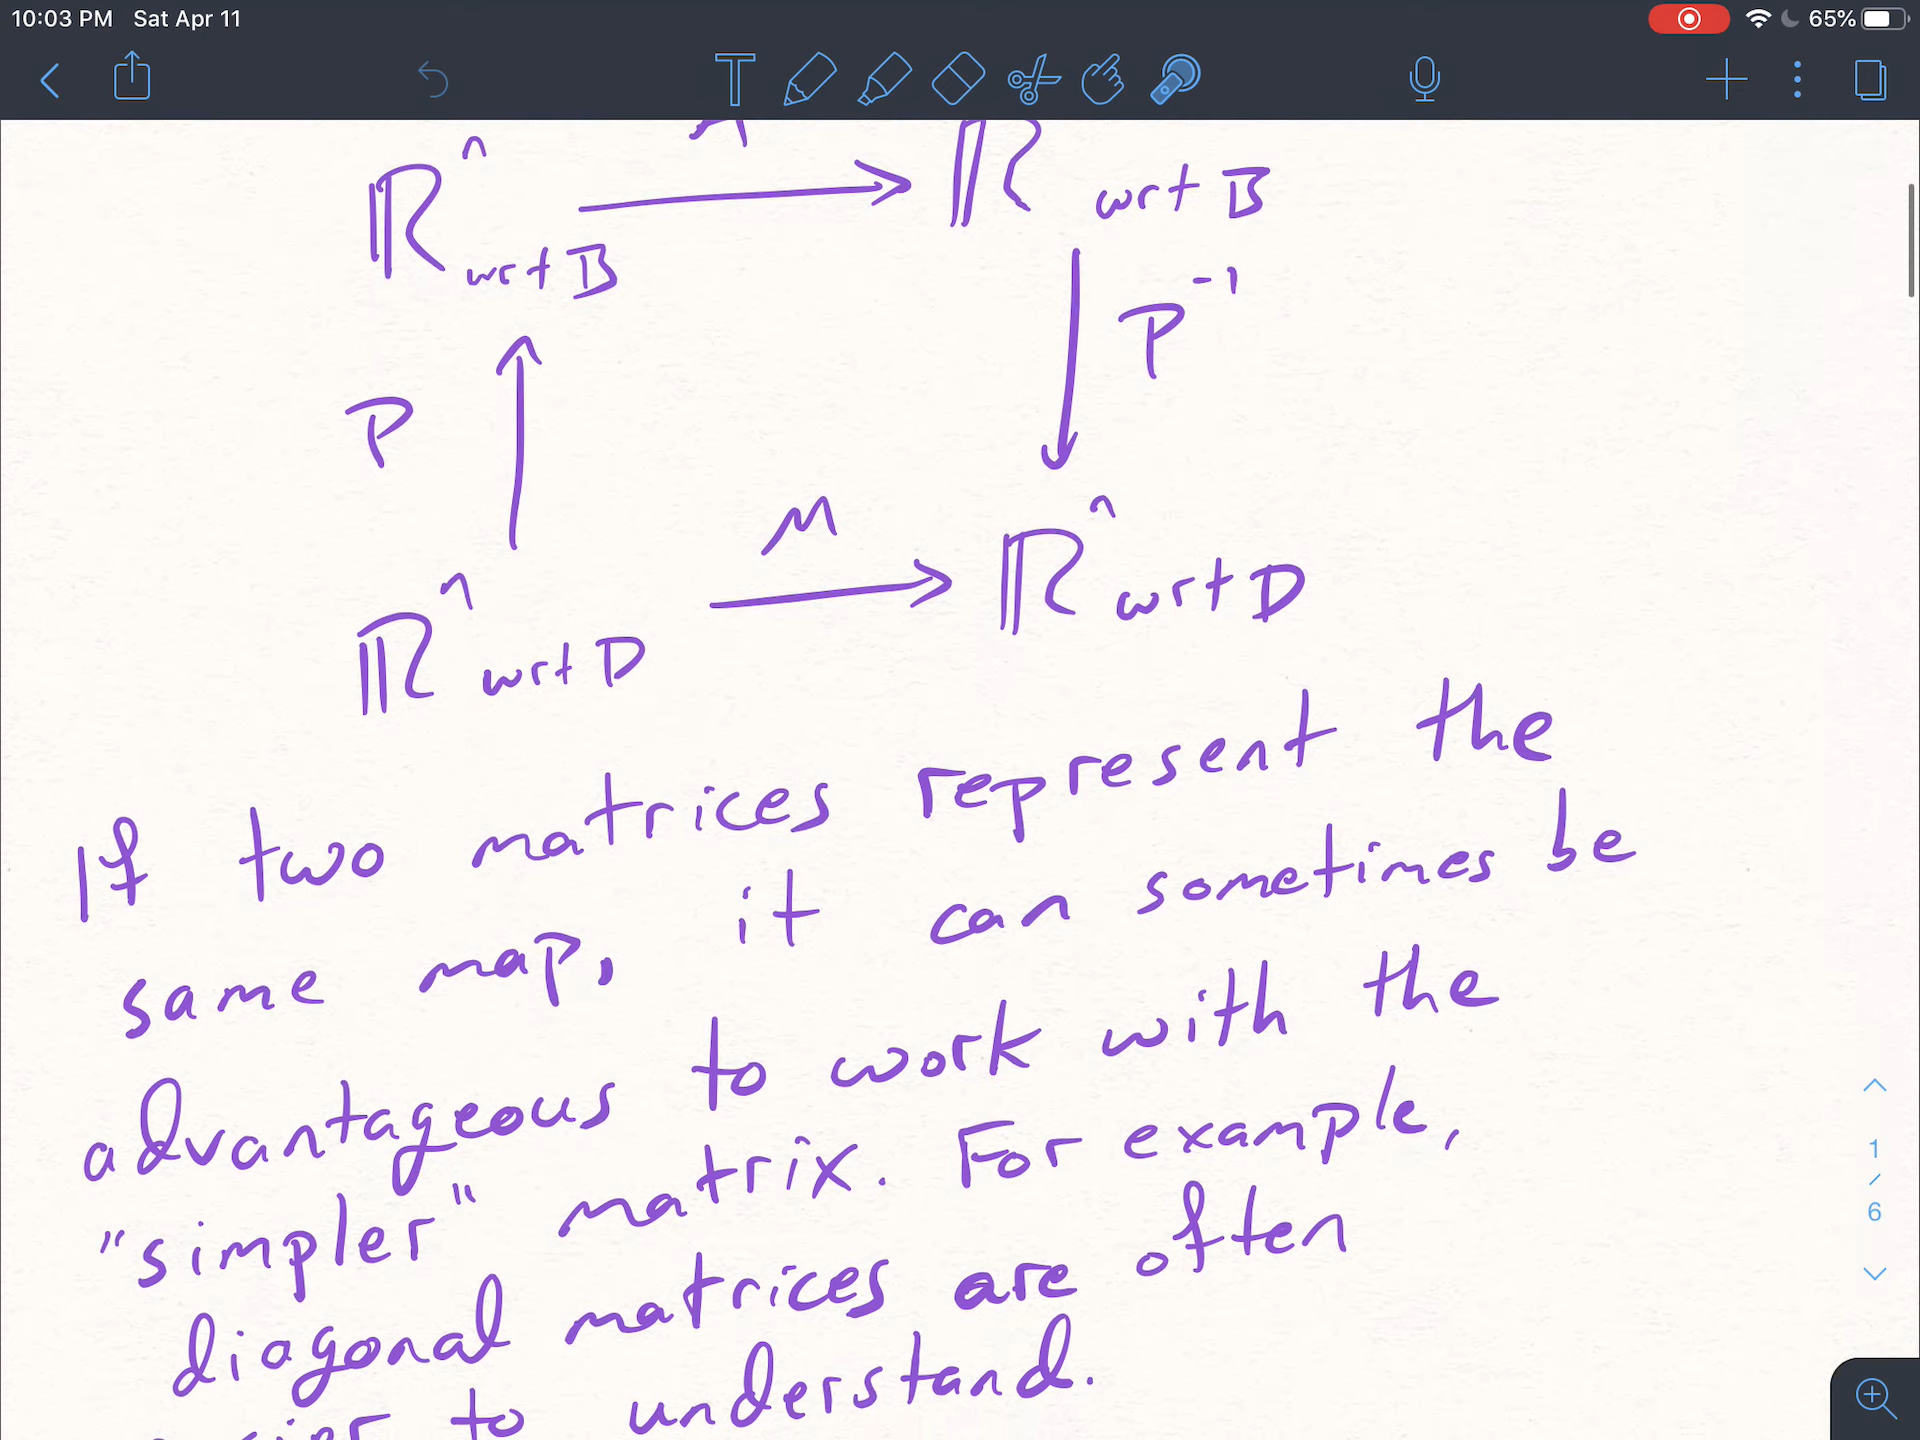 10:03 PM Sat Apr 11
65%
A
ℝⁿ wrt B
ℝ wrt B
P
P⁻¹
M
ℝⁿ wrt D
ℝⁿ wrt D
If two matrices represent the
same map, it can sometimes be
advantageous to work with the
"simpler" matrix. For example,
diagonal matrices are often
to understand.
1
/
6